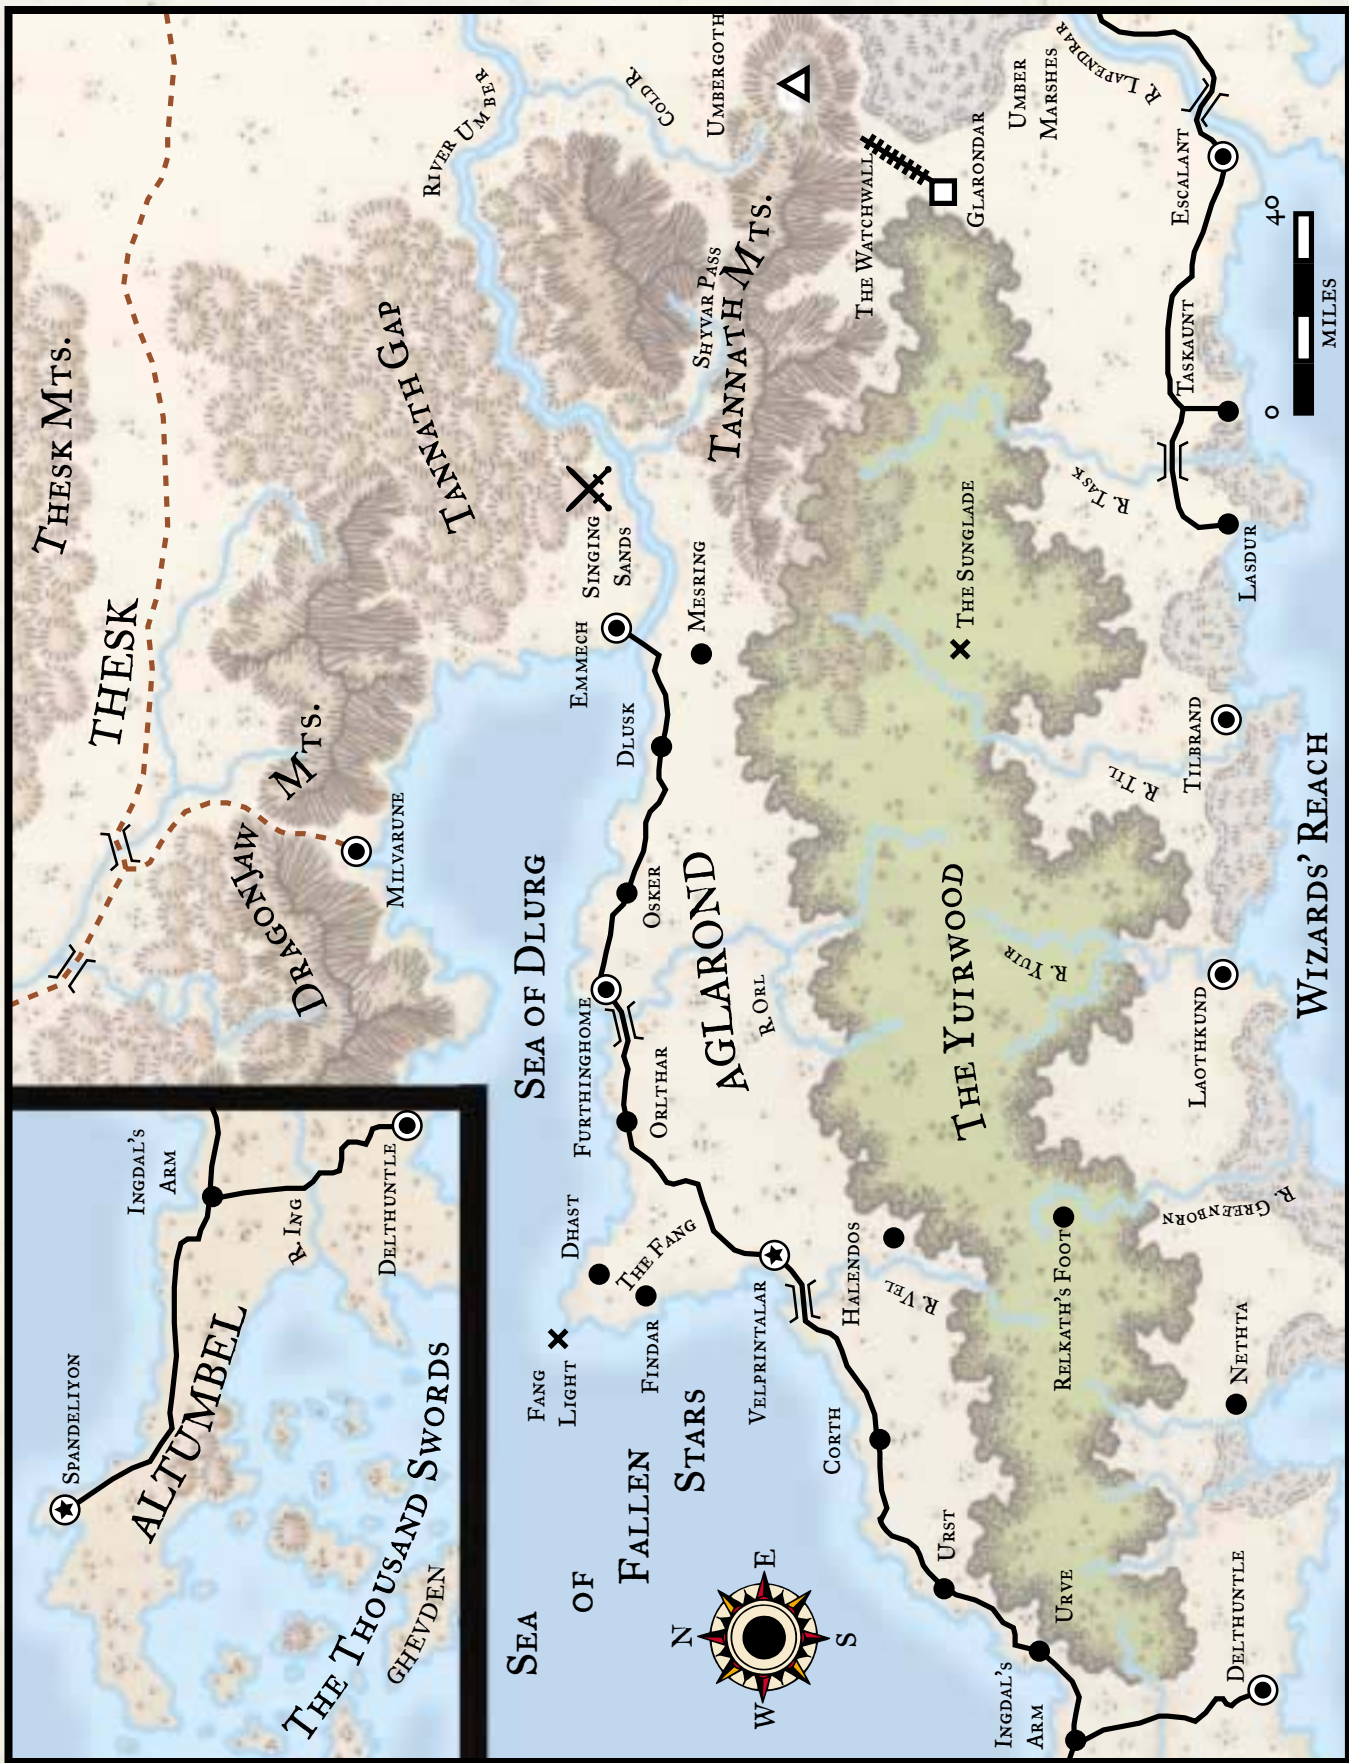 Spandeliyon
Altumbel
The Thousand Swords
Ghevden
Ingdal's
Arm
R. Ing
Delthuntle
Thesk Mts.
Thesk
Dragonjaw
Mts.
Milvarune
Tannath Gap
River Umber
Cold R.
Umbergoth
Sea of Dlurg
Emmech
Singing
Sands
Dlusk
Mesring
Shyvar Pass
Tannath Mts.
The Watchwall
Glarondar
Umber
Marshes
R. Lapendrar
Fang
Light
Dhast
The Fang
Findar
Furthinghome
Orlthar
Osker
Aglarond
R. Orl
Sea
of
Fallen
Stars
Velprintalar
Halendos
R. Vel
Corth
Urst
Urve
Ingdal's
Arm
Delthuntle
The Yuirwood
The Sunglade
R. Yuir
Relkath's Foot
R. Greenborn
Nethta
Laothkund
R. Til
Tilbrand
R. Task
Lasdur
Taskaunt
Escalant
Wizards' Reach
N
E
S
W
0
40
Miles